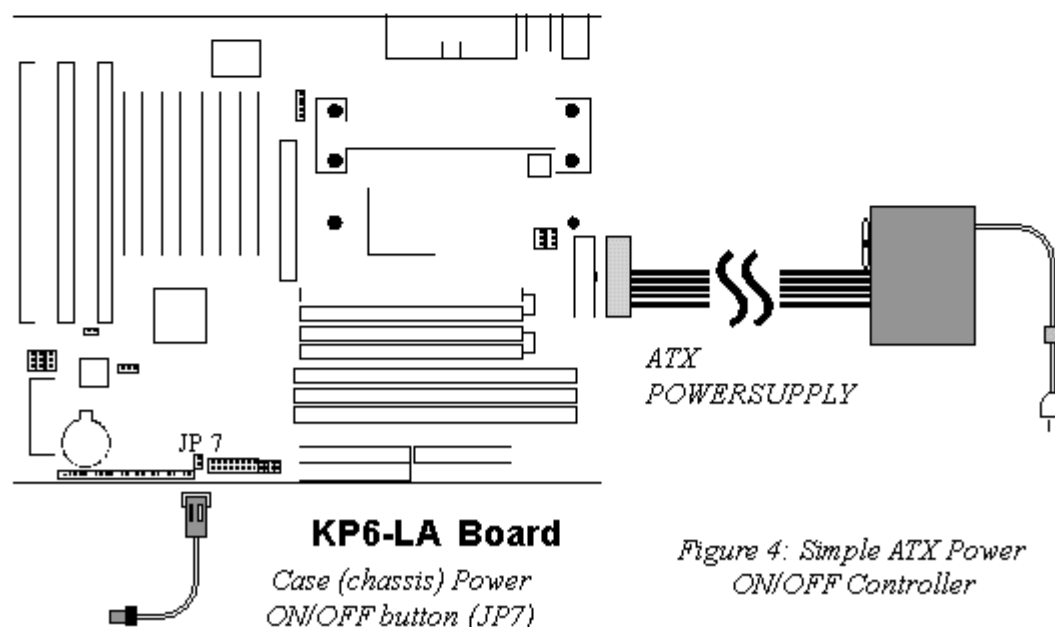 ATX
POWERSUPPLY
JP 7
KP6-LA Board
Case (chassis) Power
ON/OFF button (JP7)
Figure 4: Simple ATX Power
ON/OFF Controller